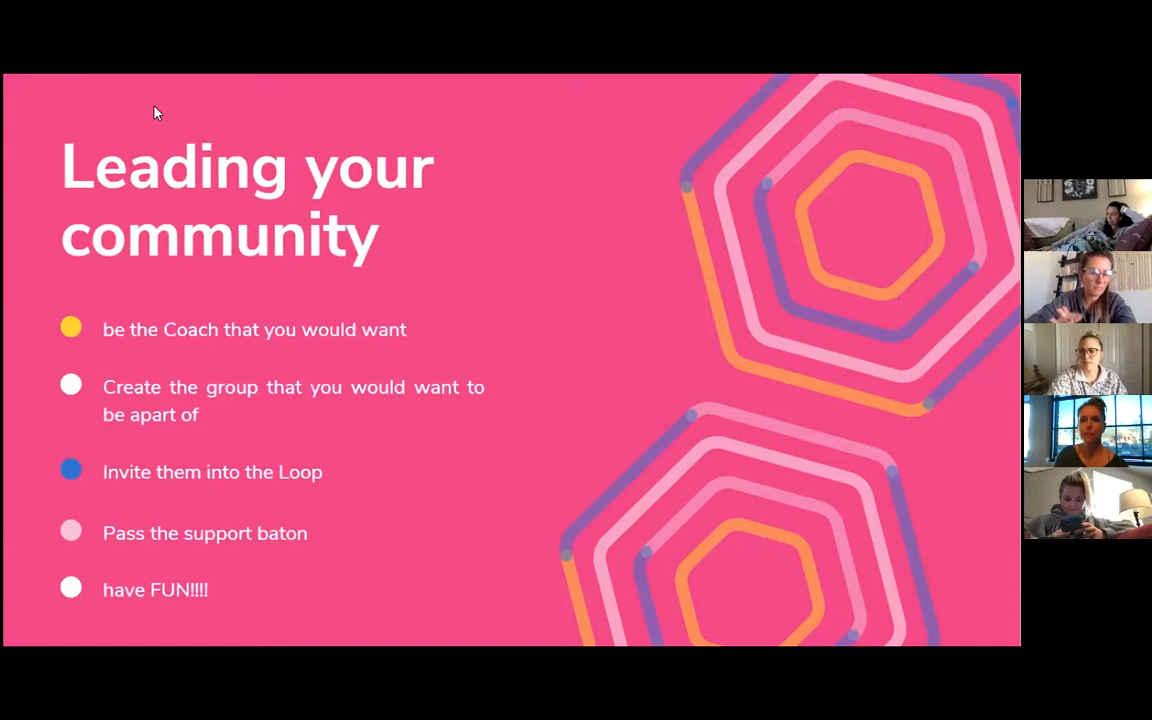 Leading your
community
be the Coach that you would want
Create the group that you would want to
be apart of
Invite them into the Loop
Pass the support baton
have FUN!!!!